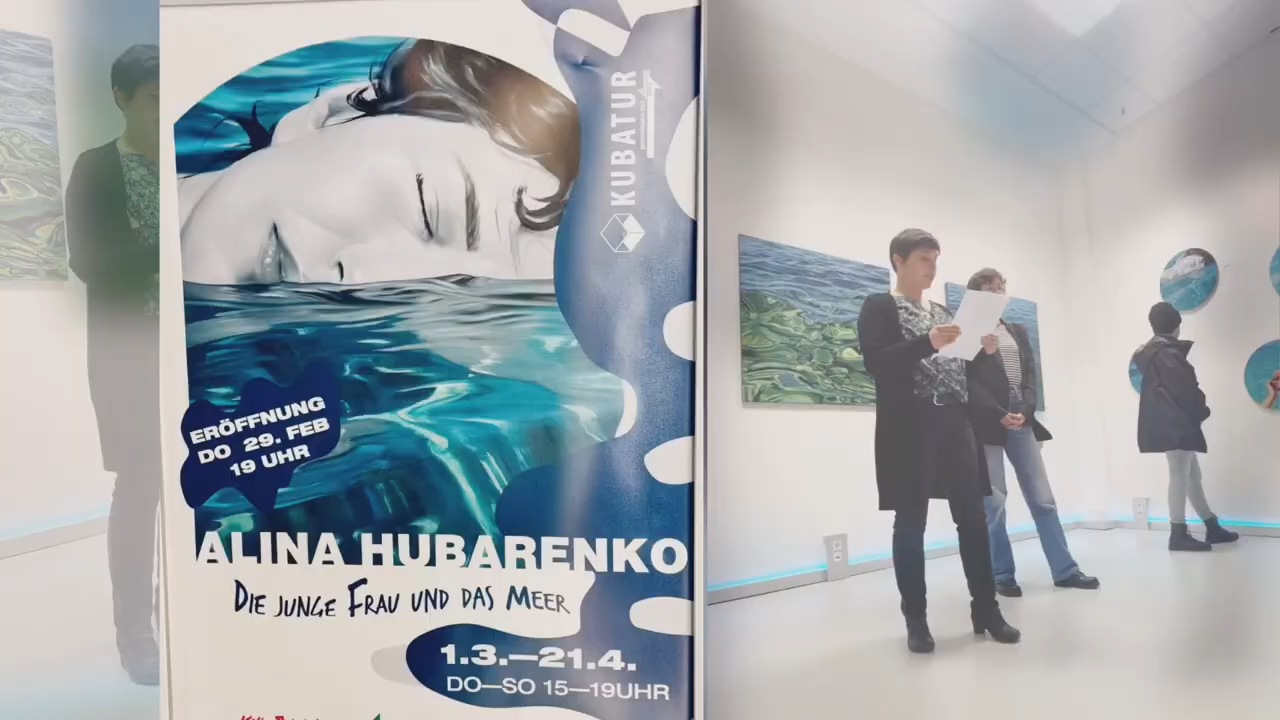 KUBATUR
ERÖFFNUNG
DO 29. FEB
19 UHR
ALINA HUBARENKO
DIE JUNGE FRAU UND DAS MEER
1.3.—21.4.
DO—SO 15—19UHR